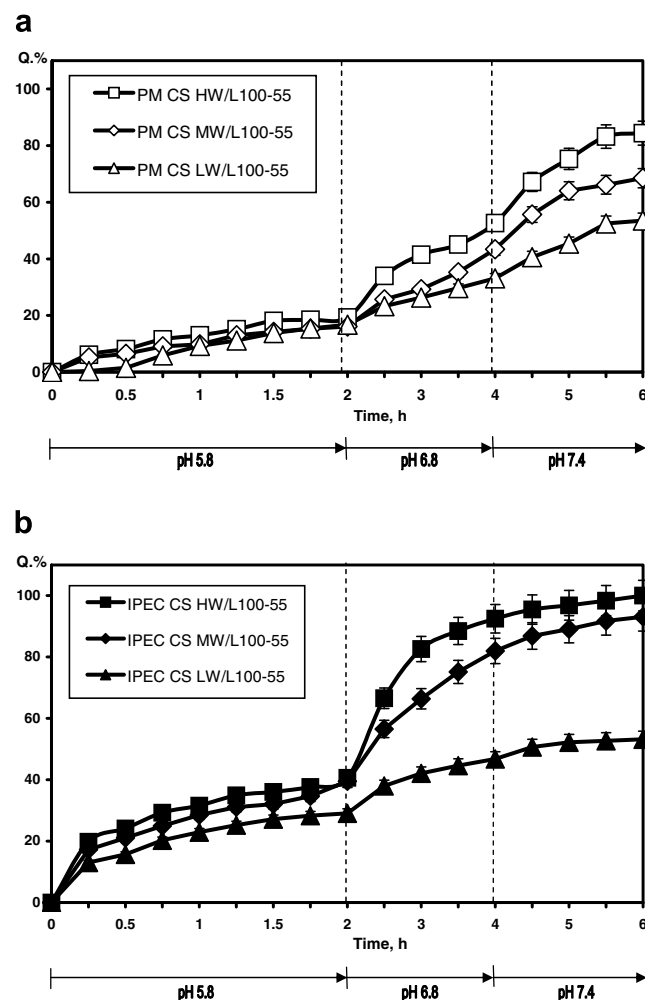 a
Q.%
100
80
60
40
20
0
PM CS HW/L100-55
PM CS MW/L100-55
PM CS LW/L100-55
0 0.5 1 1.5 2 3 4 5 6
Time, h
pH 5.8 pH 6.8 pH 7.4
b
Q.%
100
80
60
40
20
0
IPEC CS HW/L100-55
IPEC CS MW/L100-55
IPEC CS LW/L100-55
0 0.5 1 1.5 2 3 4 5 6
Time, h
pH 5.8 pH 6.8 pH 7.4